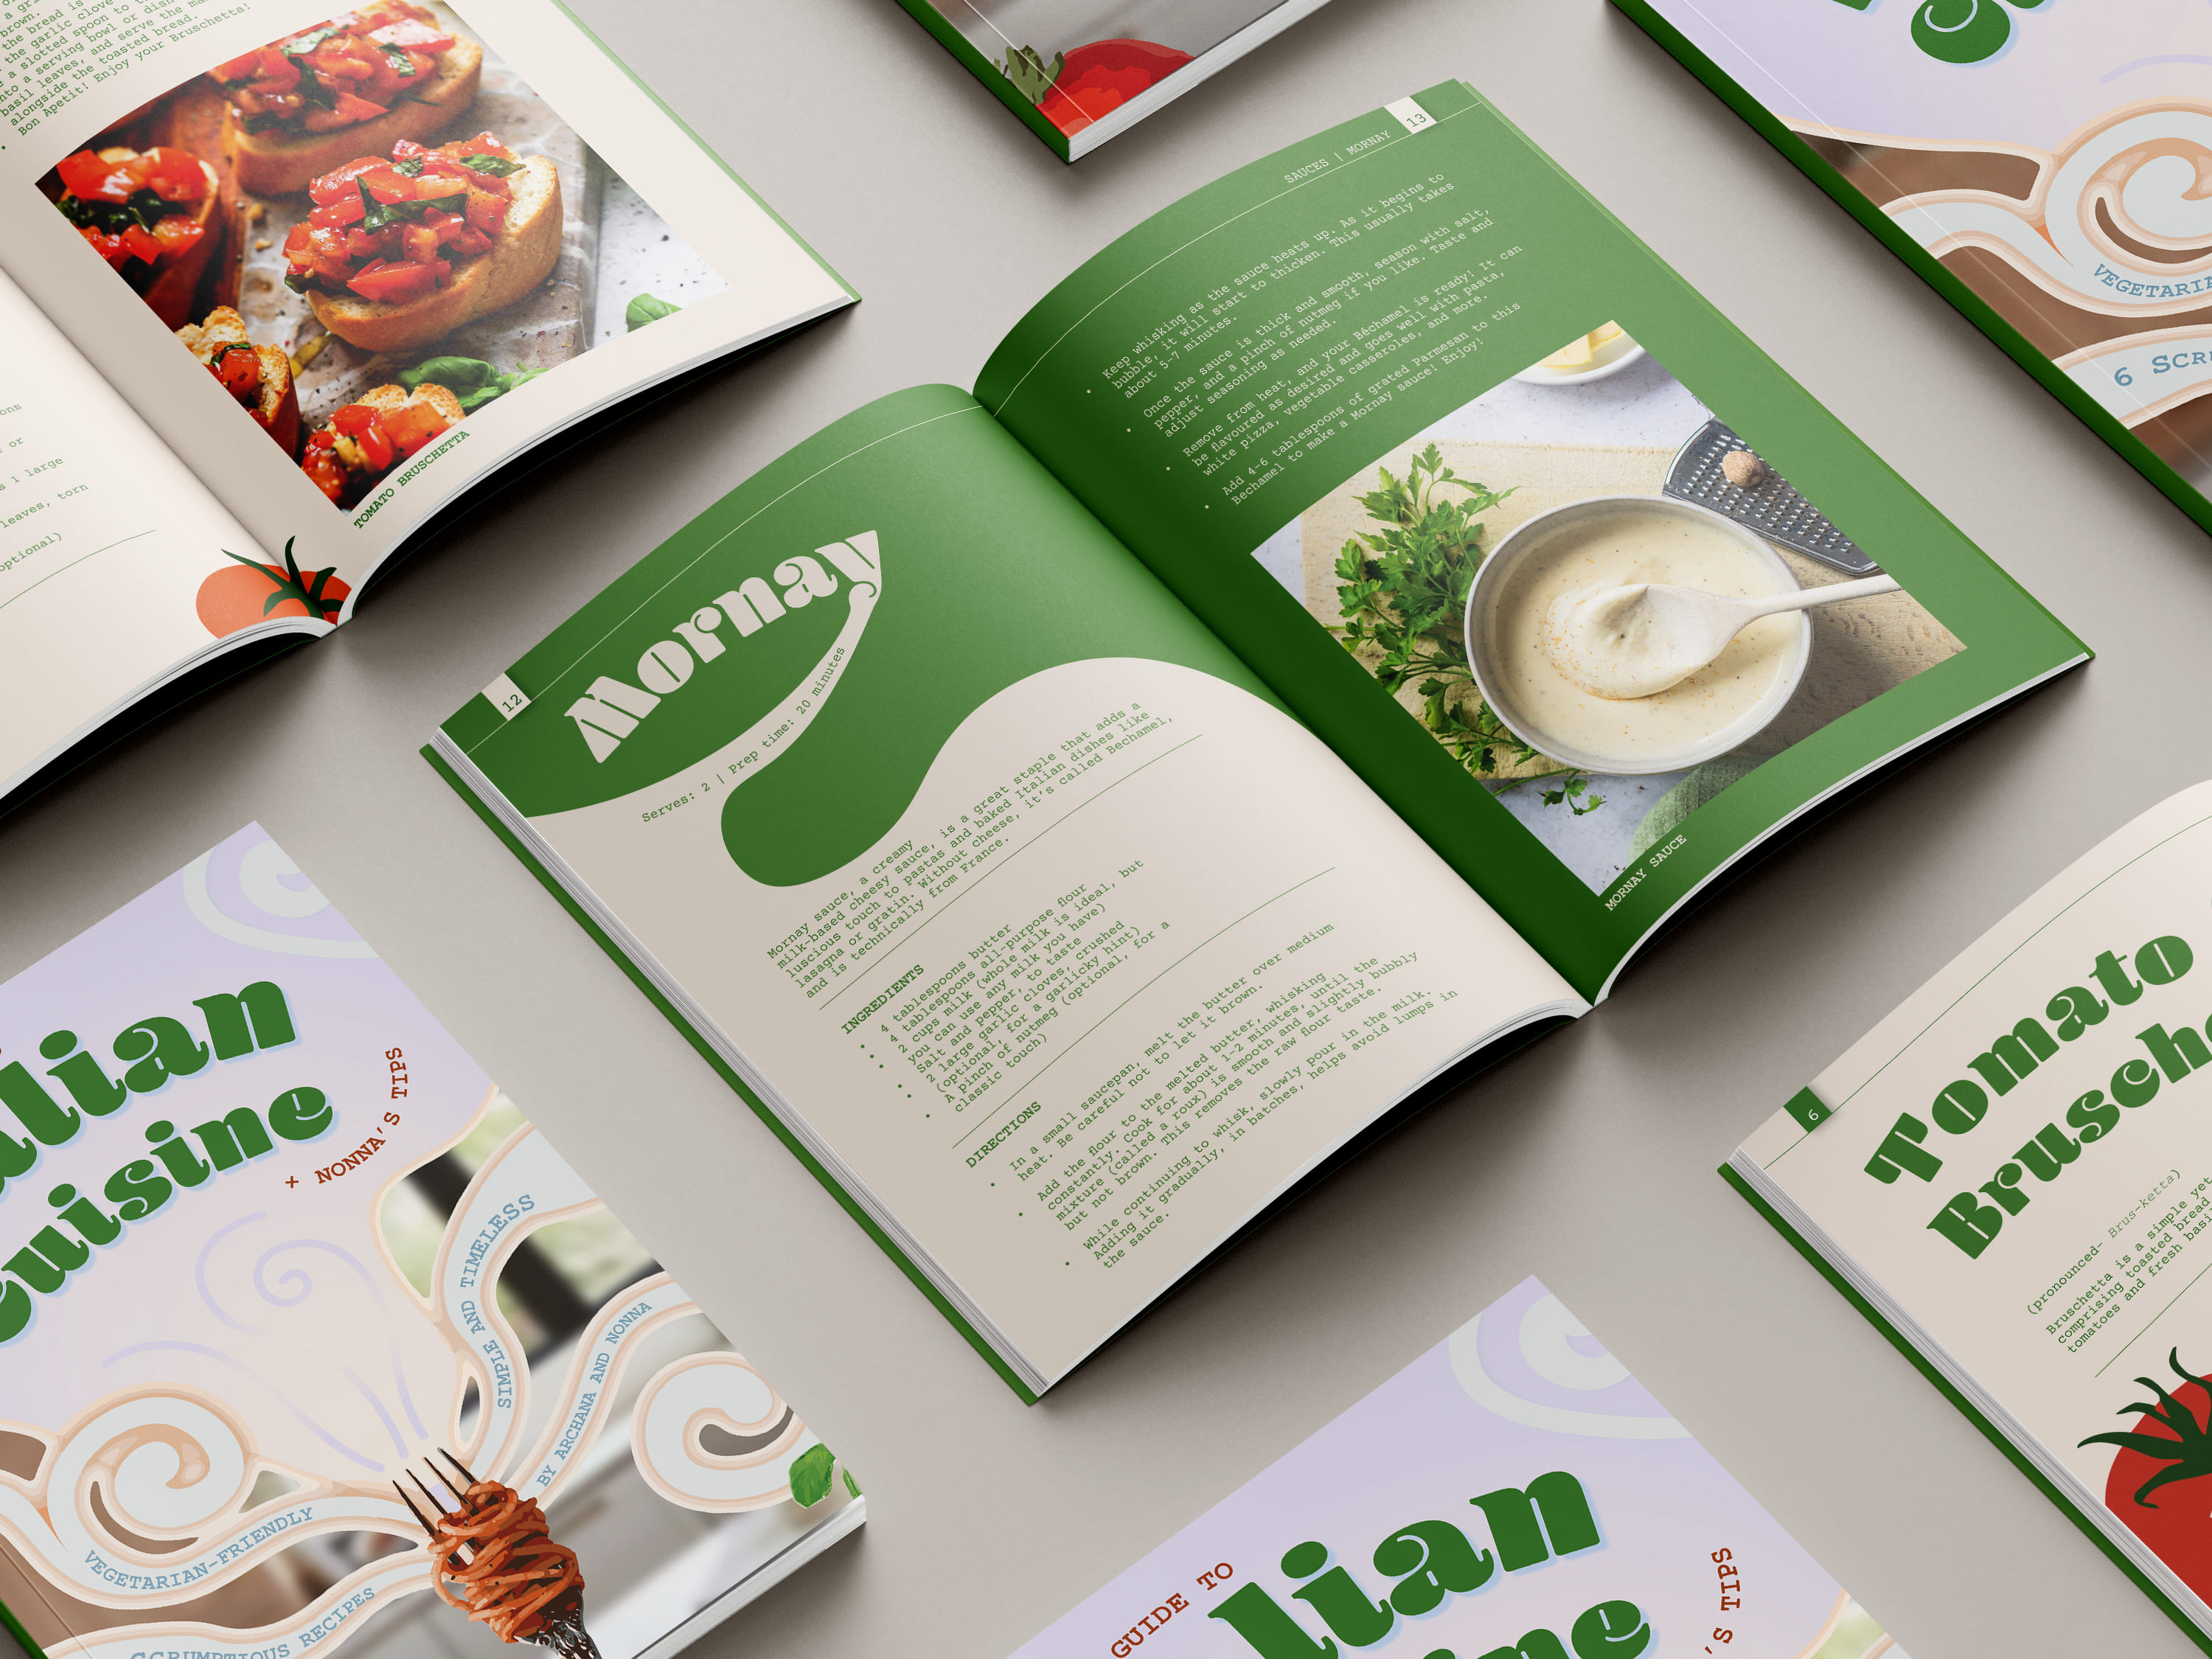 brown.
the bread is
the garlic clove
a slotted spoon to t
nto a serving bowl or dish
basil leaves, and serve the ma
alongside the toasted bread.
Bon Apetit! Enjoy your Bruschetta!
TOMATO BRUSCHETTA
ons
or
s 1 large
leaves, torn
optional)
12
Mornay
Serves: 2 | Prep time: 20 minutes
Mornay sauce, a creamy
milk-based cheesy sauce, is a great staple that adds a
luscious touch to pastas and baked Italian dishes like
lasagna or gratin. Without cheese, it's called Bechamel,
and is technically from France.
INGREDIENTS
• 4 tablespoons butter
• 4 tablespoons all-purpose flour
• 2 cups milk (whole milk is ideal, but
you can use any milk you have)
• Salt and pepper, to taste
• 2 large garlic cloves, crushed
(optional, for a garlicky hint)
• A pinch of nutmeg (optional, for a
classic touch)
DIRECTIONS
• In a small saucepan, melt the butter over medium
heat. Be careful not to let it brown.
• Add the flour to the melted butter, whisking
constantly. Cook for about 1-2 minutes, until the
mixture (called a roux) is smooth and slightly bubbly
but not brown. This removes the raw flour taste.
• While continuing to whisk, slowly pour in the milk.
Adding it gradually, in batches, helps avoid lumps in
the sauce.
SAUCES | MORNAY
13
• Keep whisking as the sauce heats up. As it begins to
bubble, it will start to thicken. This usually takes
about 5-7 minutes.
• Once the sauce is thick and smooth, season with salt,
pepper, and a pinch of nutmeg if you like. Taste and
adjust seasoning as needed.
• Remove from heat, and your Béchamel is ready! It can
be flavoured as desired and goes well with pasta,
white pizza, vegetable casseroles, and more.
• Add 4-6 tablespoons of grated Parmesan to this
Bechamel to make a Mornay sauce! Enjoy!
MORNAY SAUCE
VEGETARIA
6 SCR
6
Tomato
Brusch
(pronounced- Brus-ketta)
Bruschetta is a simple yet
comprising toasted bread
tomatoes and fresh basi
alian
cuisine
+ NONNA'S TIPS
SIMPLE AND TIMELESS
BY ARCHANA AND NONNA
VEGETARIAN-FRIENDLY
SCRUMPTIOUS RECIPES
GUIDE TO
lian
ine
'S TIPS